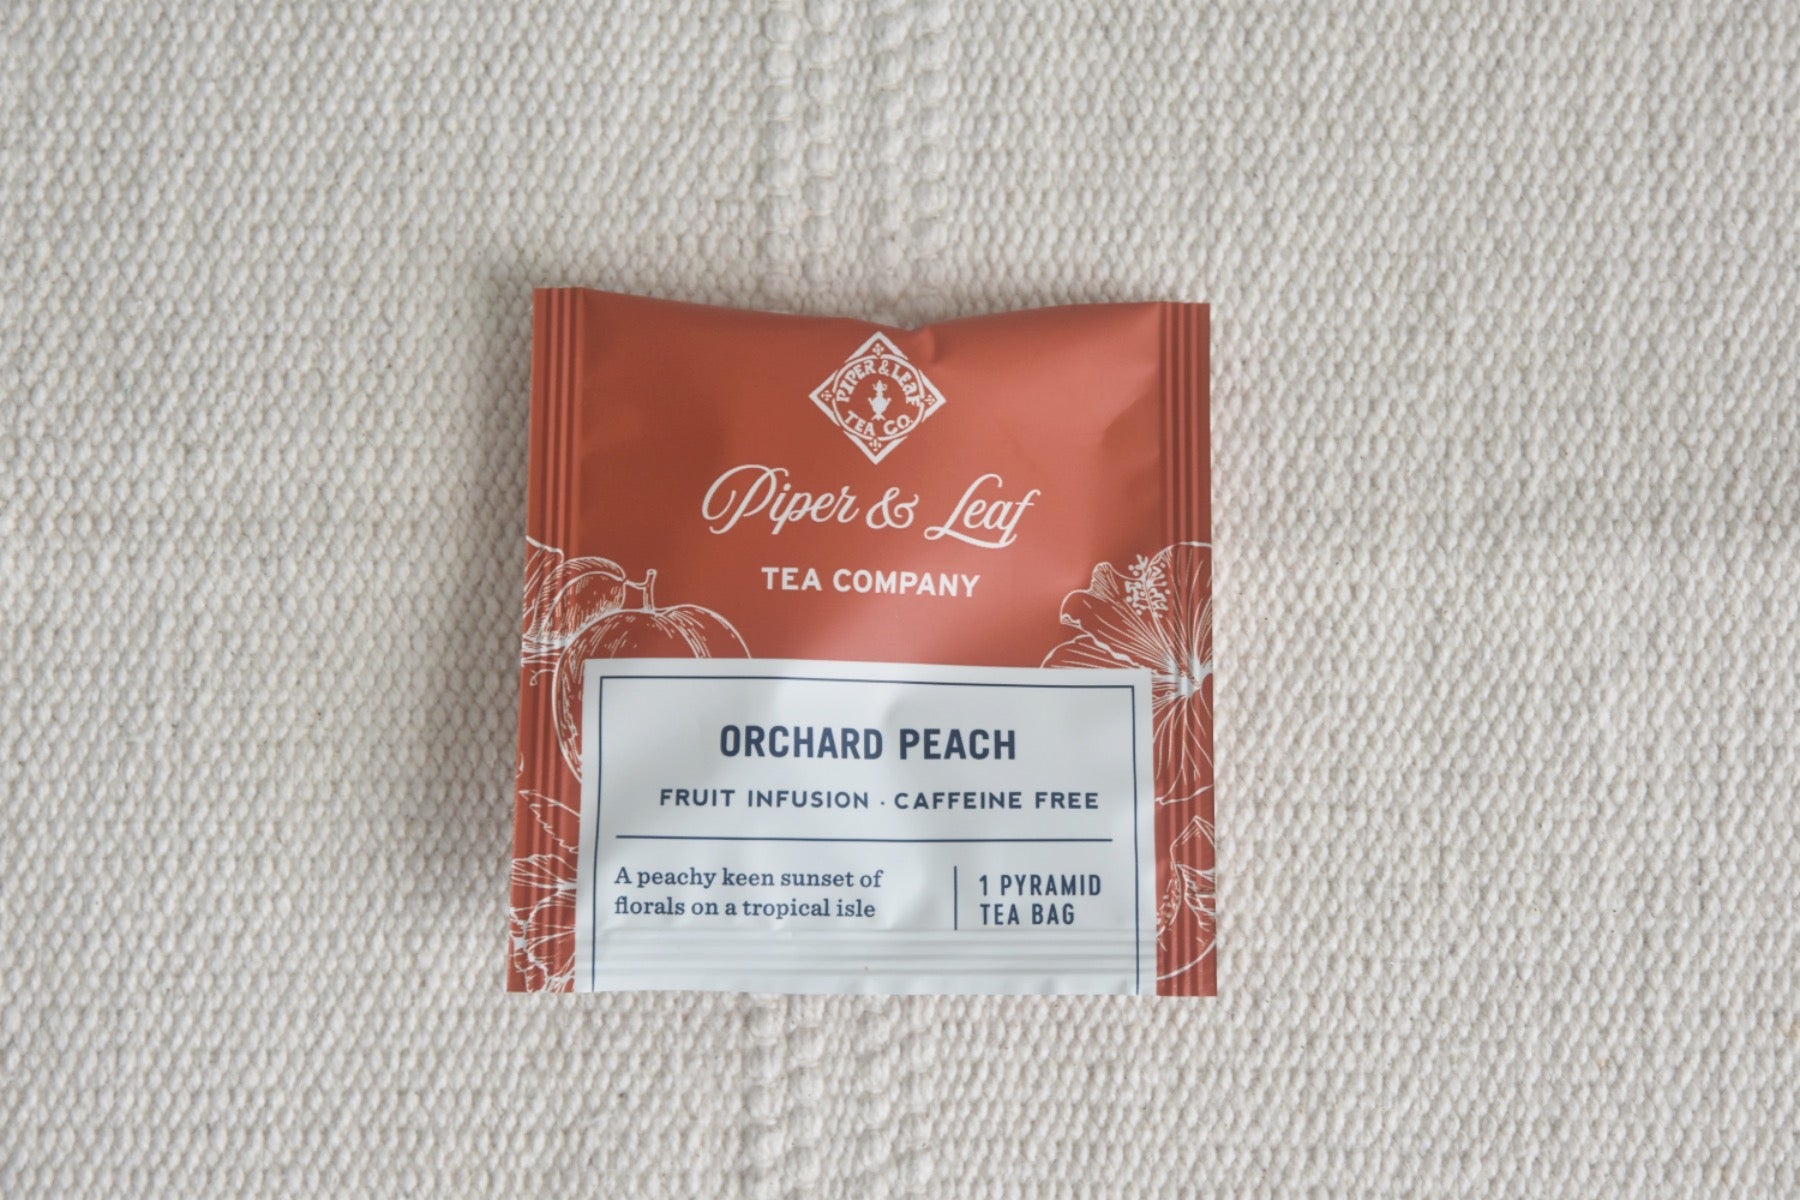 PIPER & LEAF
TEA CO.
Piper & Leaf
TEA COMPANY
ORCHARD PEACH
FRUIT INFUSION · CAFFEINE FREE
A peachy keen sunset of
florals on a tropical isle
1 PYRAMID
TEA BAG